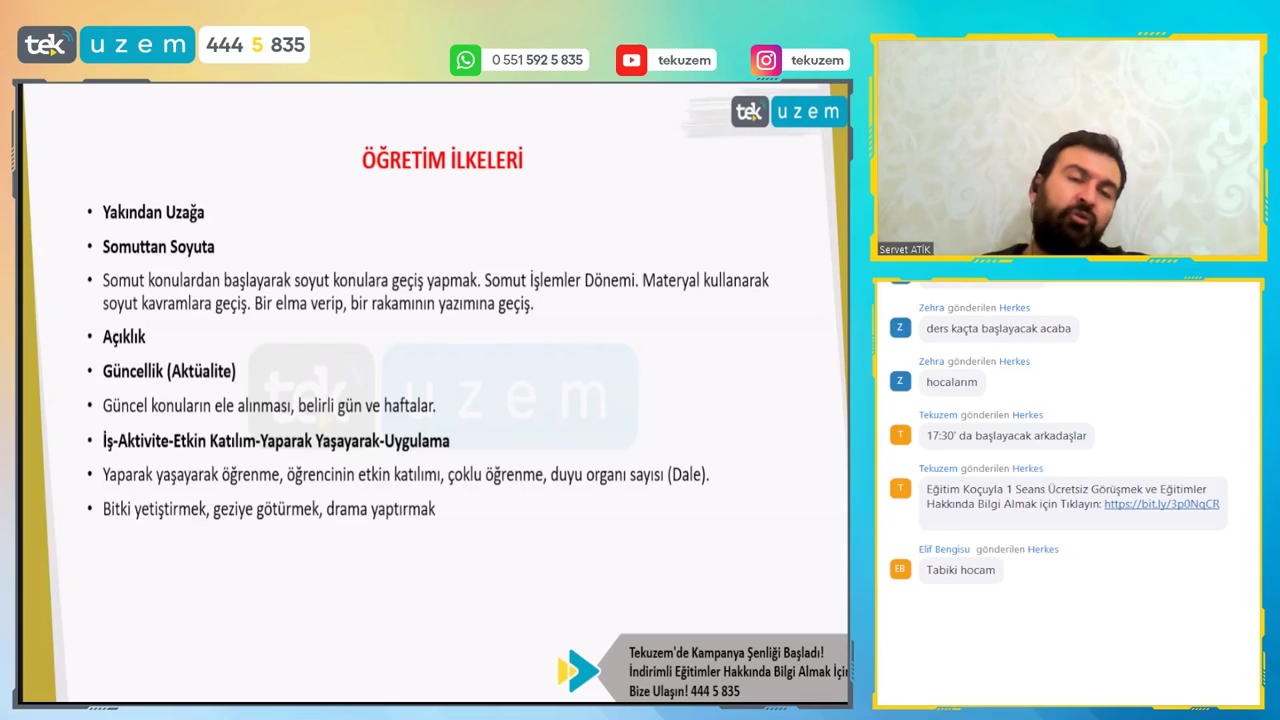 tek uzem 444 5 835
0 551 592 5 835
tekuzem
tekuzem
tek uzem
ÖĞRETİM İLKELERİ
• Yakından Uzağa
• Somuttan Soyuta
• Somut konulardan başlayarak soyut konulara geçiş yapmak. Somut İşlemler Dönemi. Materyal kullanarak
soyut kavramlara geçiş. Bir elma verip, bir rakamının yazımına geçiş.
• Açıklık
• Güncellik (Aktüalite)
• Güncel konuların ele alınması, belirli gün ve haftalar.
• İş-Aktivite-Etkin Katılım-Yaparak Yaşayarak-Uygulama
• Yaparak yaşayarak öğrenme, öğrencinin etkin katılımı, çoklu öğrenme, duyu organı sayısı (Dale).
• Bitki yetiştirmek, geziye götürmek, drama yaptırmak
tek uzem
Tekuzem'de Kampanya Şenliği Başladı!
İndirimli Eğitimler Hakkında Bilgi Almak İçin
Bize Ulaşın! 444 5 835
Servet ATİK
Zehra gönderilen Herkes
Z
ders kaçta başlayacak acaba
Zehra gönderilen Herkes
Z
hocalarım
Tekuzem gönderilen Herkes
T
17:30' da başlayacak arkadaşlar
Tekuzem gönderilen Herkes
T
Eğitim Koçuyla 1 Seans Ücretsiz Görüşmek ve Eğitimler
Hakkında Bilgi Almak için Tıklayın: https://bit.ly/3p0NqCR
Elif Bengisu gönderilen Herkes
EB
Tabiki hocam